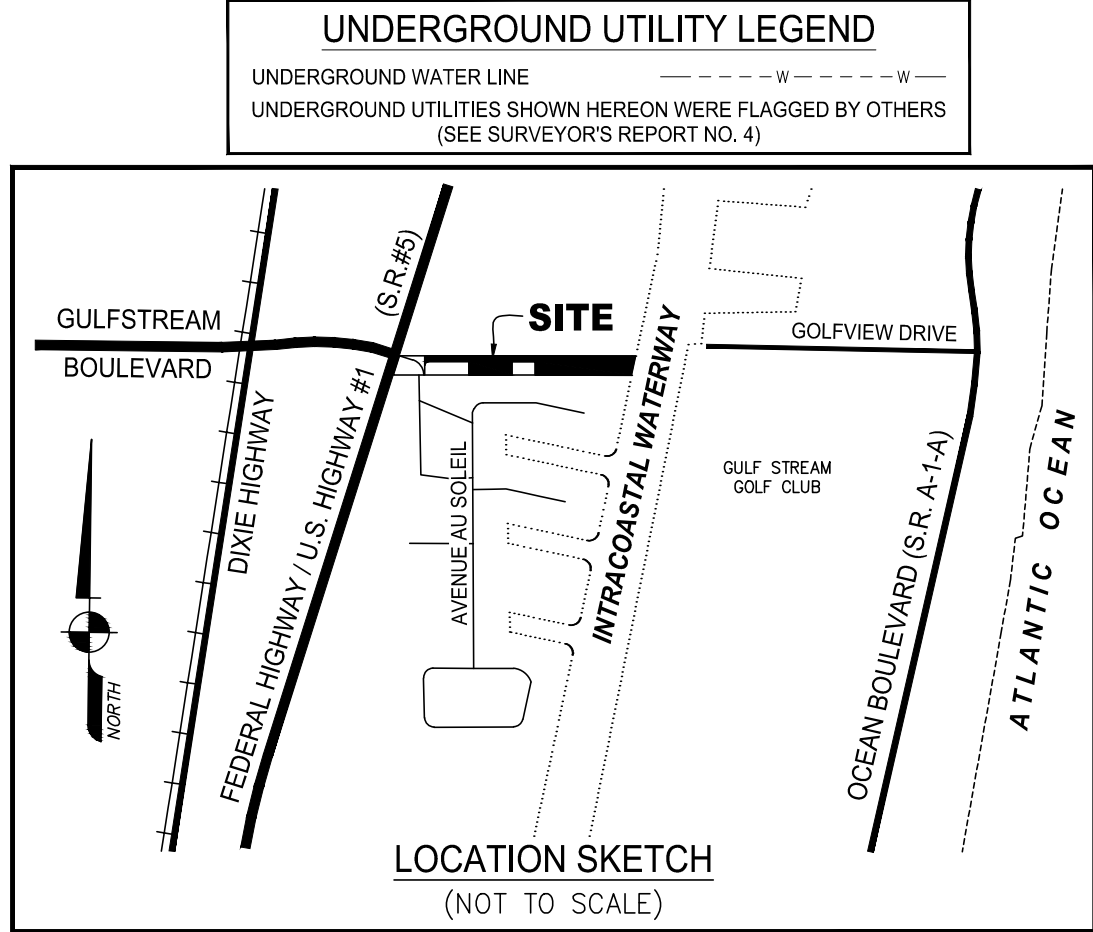 UNDERGROUND UTILITY LEGEND
UNDERGROUND WATER LINE
W W
UNDERGROUND UTILITIES SHOWN HEREON WERE FLAGGED BY OTHERS
(SEE SURVEYOR'S REPORT NO. 4)
(S.R.#5)
GULFSTREAM
BOULEVARD
SITE
GOLFVIEW DRIVE
DIXIE HIGHWAY
FEDERAL HIGHWAY / U.S. HIGHWAY #1
AVENUE AU SOLEIL
INTRACOASTAL WATERWAY
GULF STREAM
GOLF CLUB
OCEAN BOULEVARD (S.R. A-1-A)
ATLANTIC OCEAN
NORTH
LOCATION SKETCH
(NOT TO SCALE)